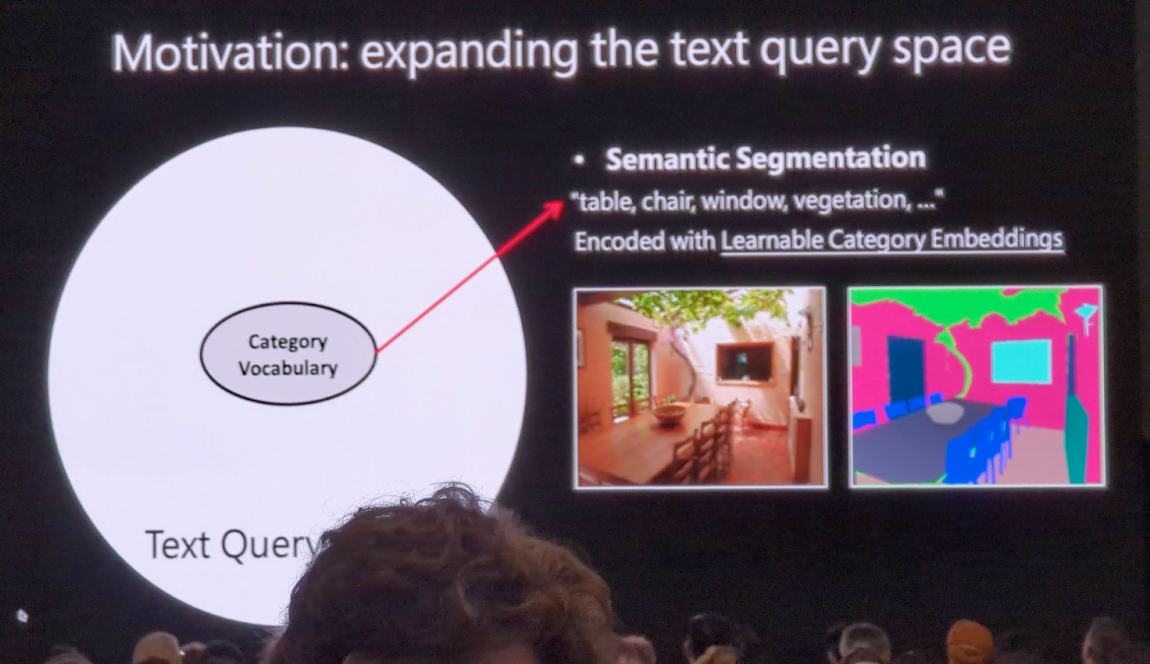 Motivation: expanding the text query space
• Semantic Segmentation
"table, chair, window, vegetation, ..."
Encoded with Learnable Category Embeddings
Category
Vocabulary
Text Query